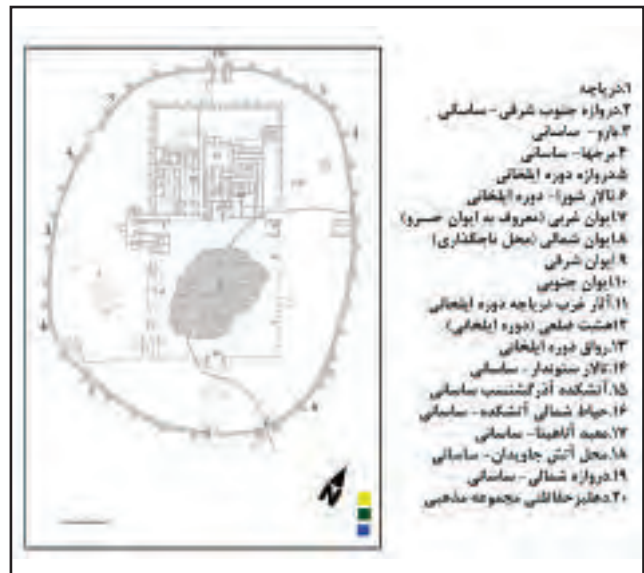 ۱.دریاچه
۲.دروازه جنوب شرقی- ساسانی
۳.بارو- ساسانی
۴.برجها- ساسانی
۵.دروازه دوره ایلخانی
۶.تالار شورا- دوره ایلخانی
۷.ایوان غربی (معروف به ایوان خسرو)
۸.ایوان شمالی (محل تاجگذاری)
۹.ایوان شرقی
۱۰.ایوان جنوبی
۱۱.آثار غرب دریاچه دوره ایلخانی
۱۲.هشت ضلعی (دوره ایلخانی)
۱۳.رواق دوره ایلخانی
۱۴.تالار ستوندار- ساسانی
۱۵.آتشکده آذرگشنسب ساسانی
۱۶.حیاط شمالی آتشکده- ساسانی
۱۷.معبد آناهیتا- ساسانی
۱۸.محل آتش جاویدان- ساسانی
۱۹.دروازه شمالی- ساسانی
۲۰.دهلیز حفاظتی مجموعه مذهبی
N